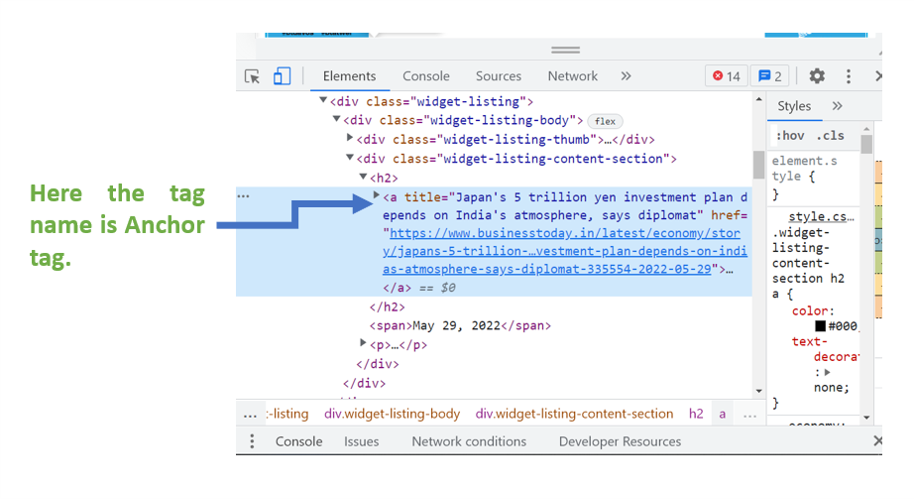 Elements Console Sources Network » 14 2
<div class="widget-listing">
<div class="widget-listing-body"> flex
<div class="widget-listing-thumb">…</div>
<div class="widget-listing-content-section">
<h2>
Here the tag
name is Anchor
tag.
<a title="Japan's 5 trillion yen investment plan d
epends on India's atmosphere, says diplomat" href=
"https://www.businesstoday.in/latest/economy/stor
y/japans-5-trillion-…vestment-plan-depends-on-indi
as-atmosphere-says-diplomat-335554-2022-05-29">…
</a> == $0
</h2>
<span>May 29, 2022</span>
<p>…</p>
</div>
</div>
Styles »
:hov .cls
element.s
tyle {
}
style.cs…
.widget-
listing-
content-
section h2
a {
color:
#000
text-
decora
:
none;
}
… :-listing div.widget-listing-body div.widget-listing-content-section h2 a …
Console Issues Network conditions Developer Resources